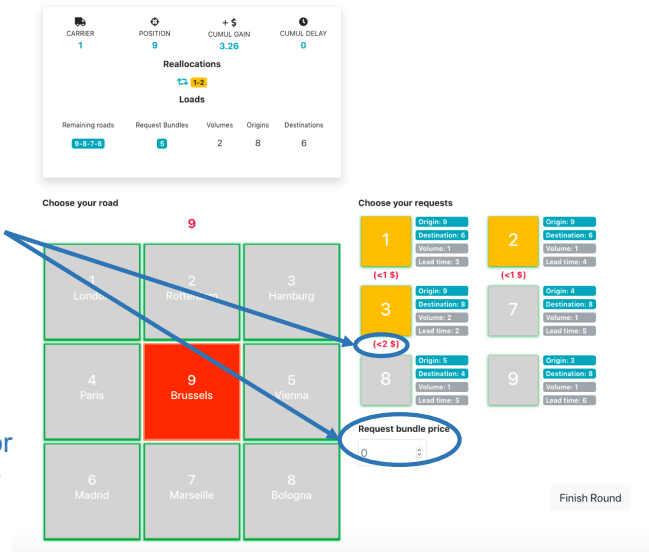 CARRIER POSITION CUMUL GAIN CUMUL DELAY
1 9 3.26 0
Reallocations
1-2
Loads
Remaining roads Request Bundles Volumes Origins Destinations
9-8-7-6 5 2 8 6
Choose your road
9
1
London
2
Rotterdam
3
Hamburg
4
Paris
9
Brussels
5
Vienna
6
Madrid
7
Marseille
8
Bologna
or
Choose your requests
1
Origin: 9
Destination: 6
Volume: 1
Lead time: 3
(<1 $)
2
Origin: 9
Destination: 6
Volume: 1
Lead time: 4
(<1 $)
3
Origin: 9
Destination: 8
Volume: 2
Lead time: 2
(<2 $)
7
Origin: 4
Destination: 8
Volume: 1
Lead time: 5
8
Origin: 5
Destination: 4
Volume: 1
Lead time: 5
9
Origin: 3
Destination: 8
Volume: 1
Lead time: 6
Request bundle price
0
Finish Round